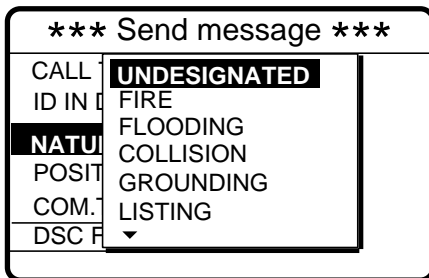 *** Send message ***
CALL
ID IN
NATU
POSIT
COM.
DSC F
UNDESIGNATED
FIRE
FLOODING
COLLISION
GROUNDING
LISTING